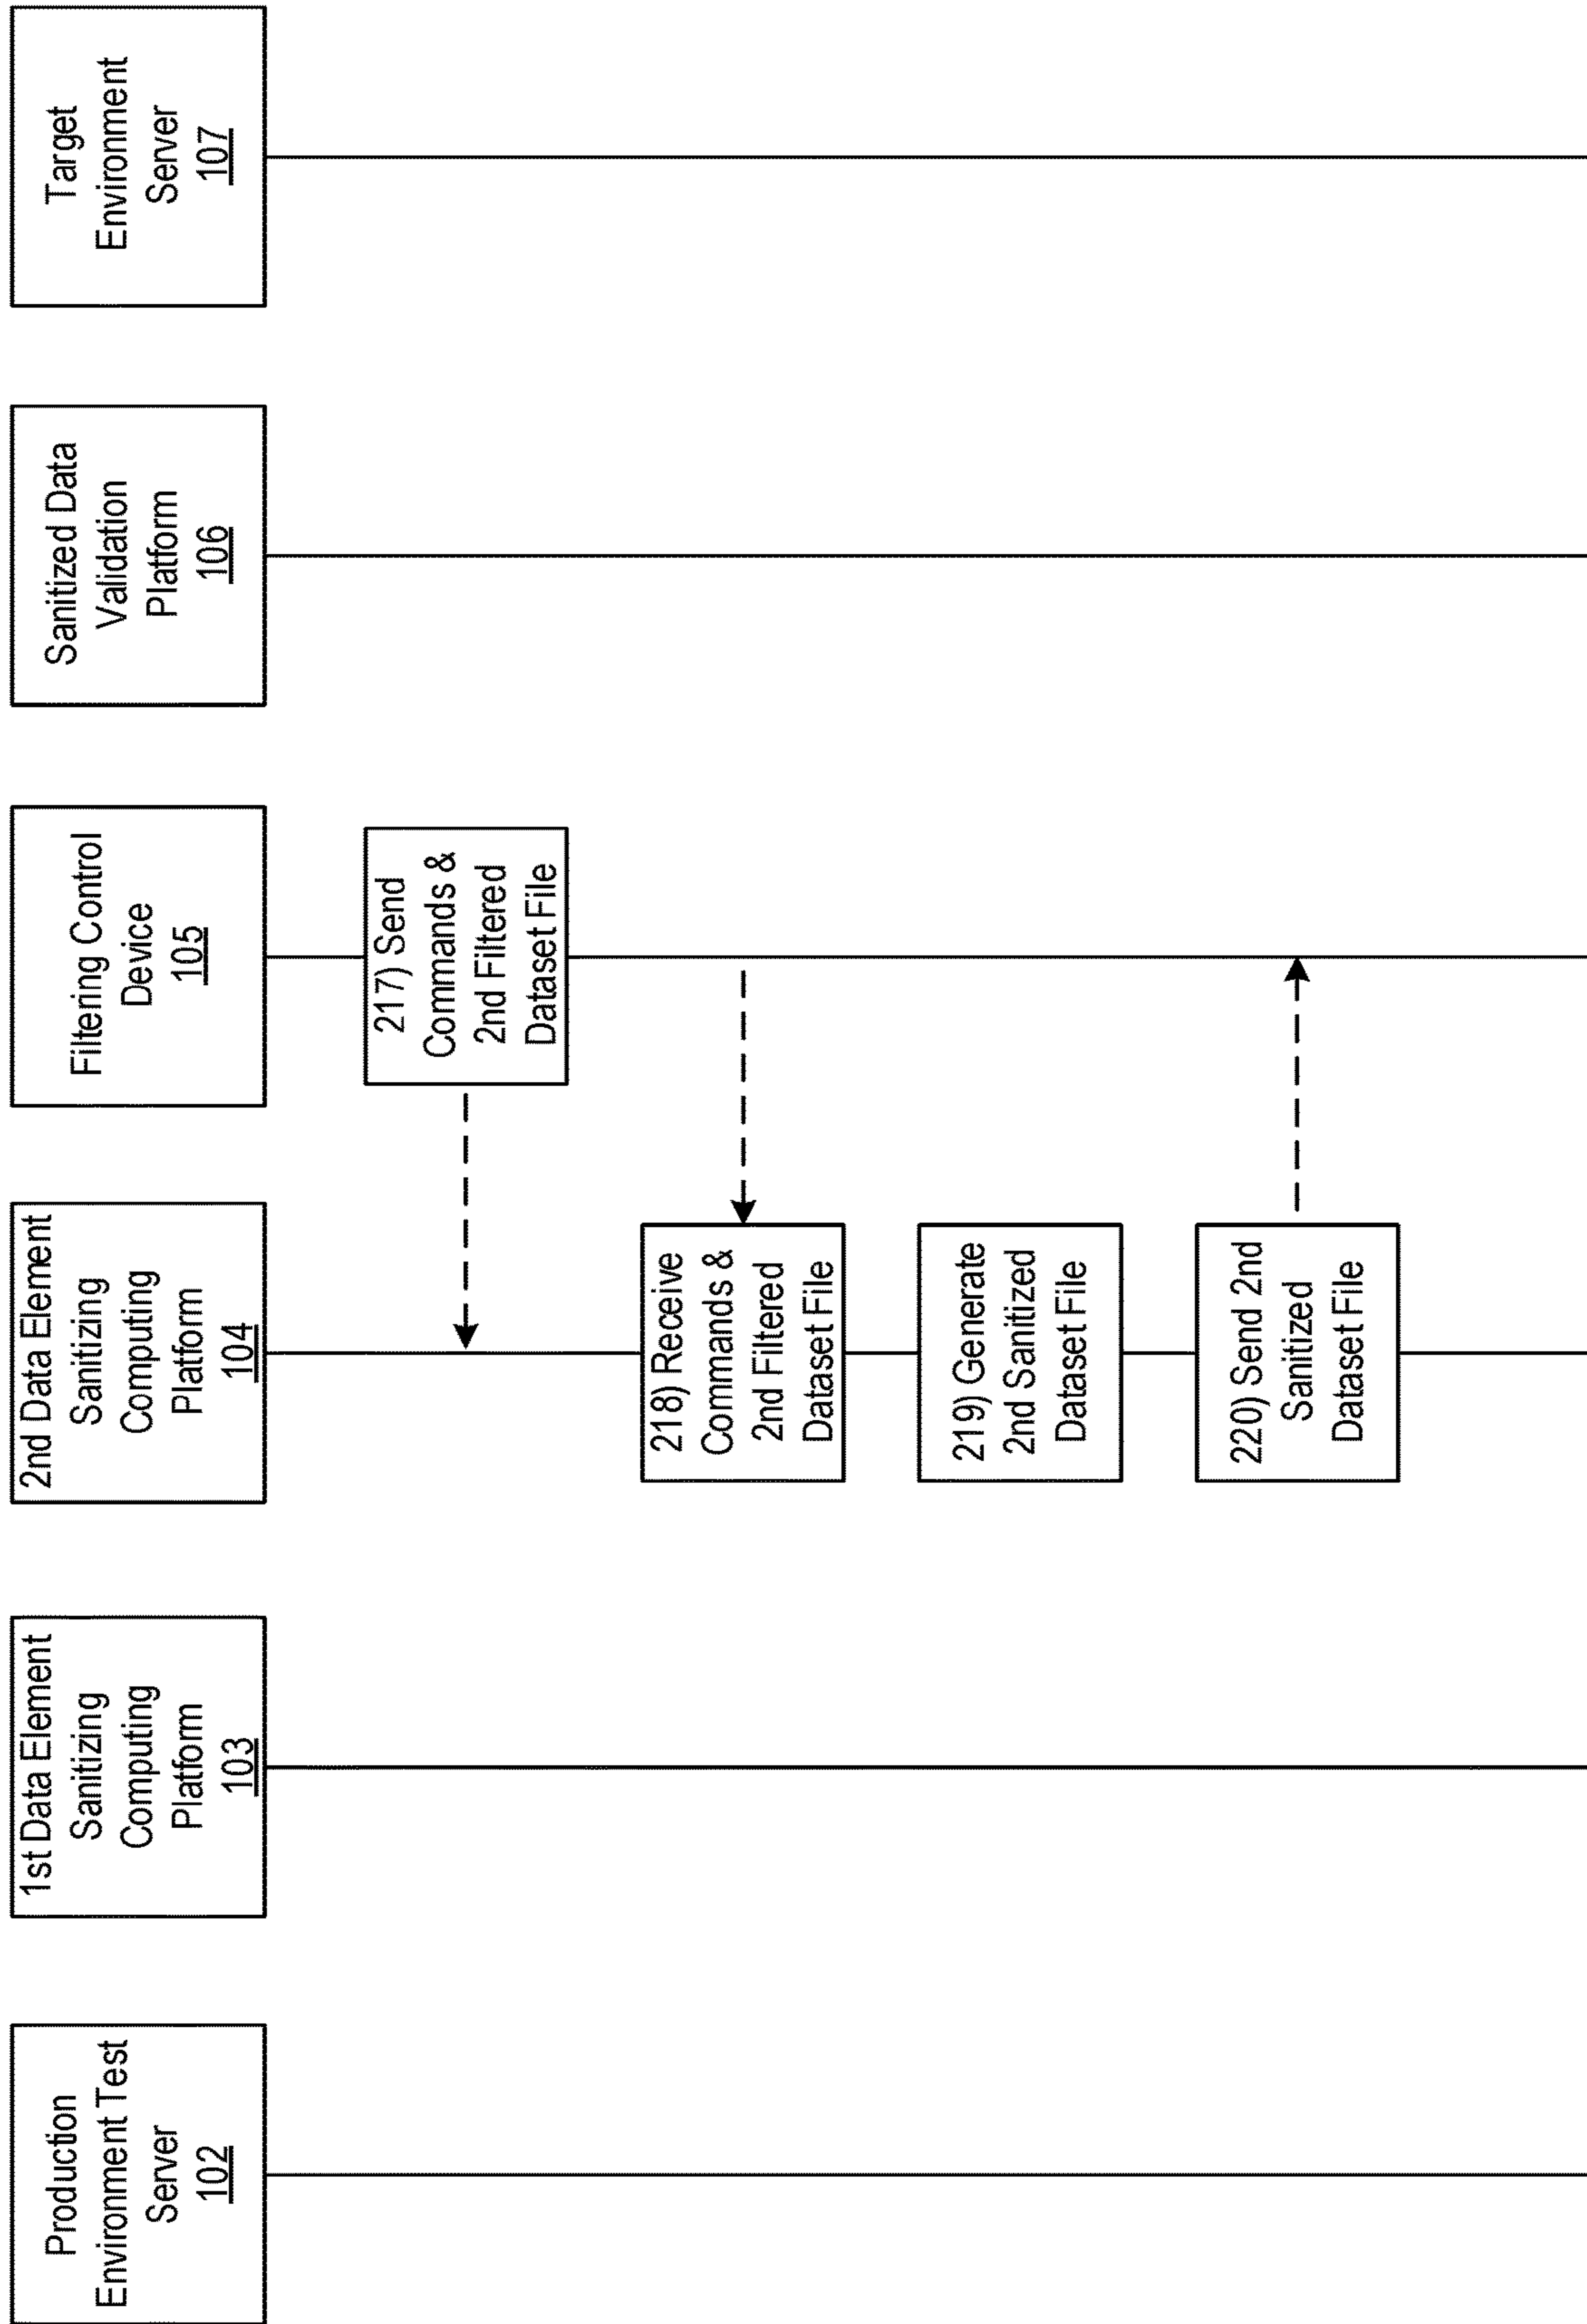 Production
Environment Test
Server
102
1st Data Element
Sanitizing
Computing
Platform
103
2nd Data Element
Sanitizing
Computing
Platform
104
Filtering Control
Device
105
Sanitized Data
Validation
Platform
106
Target
Environment
Server
107
217) Send
Commands &
2nd Filtered
Dataset File
218) Receive
Commands &
2nd Filtered
Dataset File
219) Generate
2nd Sanitized
Dataset File
220) Send 2nd
Sanitized
Dataset File